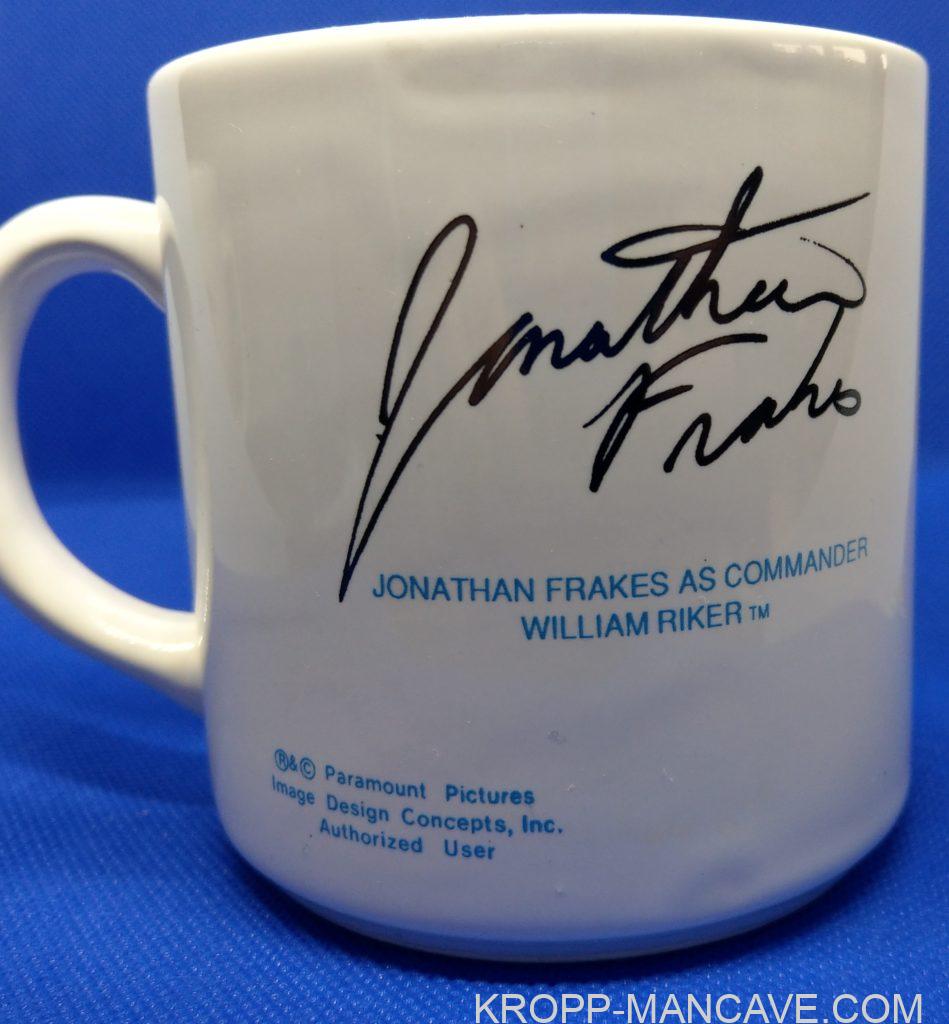 Jonathan
Frakes
JONATHAN FRAKES AS COMMANDER
WILLIAM RIKER™
®&© Paramount Pictures
Image Design Concepts, Inc.
Authorized User
KROPP-MANCAVE.COM